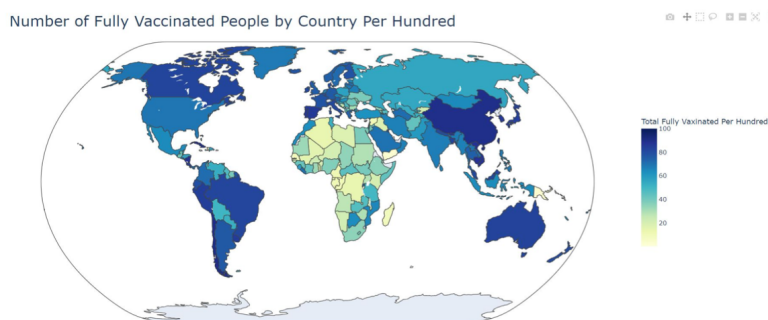 Number of Fully Vaccinated People by Country Per Hundred
Total Fully Vaxinated Per Hundred
100
80
60
40
20